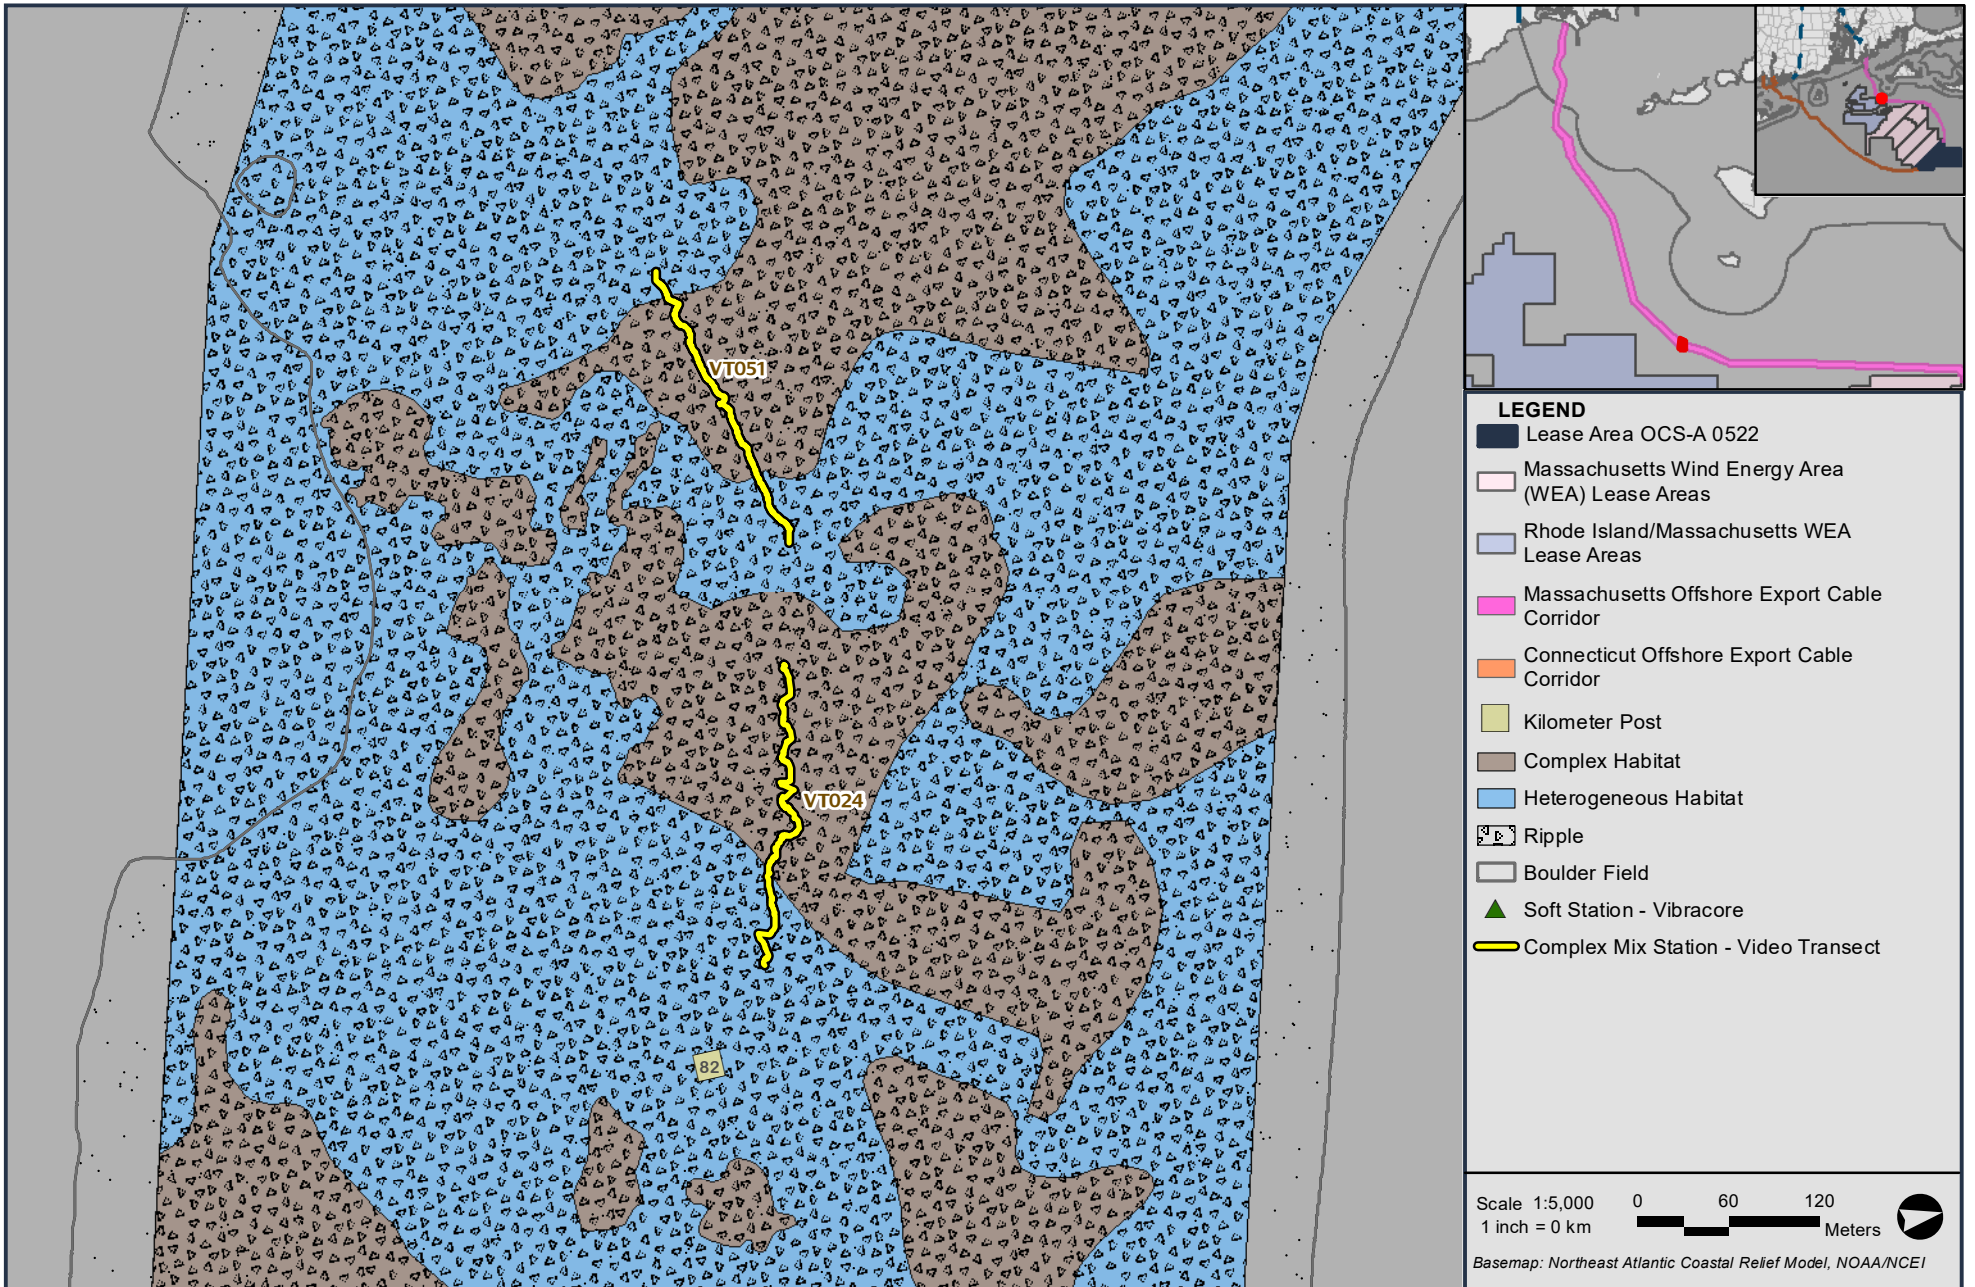 VT051
VT024
82
LEGEND
Lease Area OCS-A 0522
Massachusetts Wind Energy Area
(WEA) Lease Areas
Rhode Island/Massachusetts WEA
Lease Areas
Massachusetts Offshore Export Cable
Corridor
Connecticut Offshore Export Cable
Corridor
Kilometer Post
Complex Habitat
Heterogeneous Habitat
Ripple
Boulder Field
Soft Station - Vibracore
Complex Mix Station - Video Transect
Scale 1:5,000
1 inch = 0 km
0 60 120
Meters
Basemap: Northeast Atlantic Coastal Relief Model, NOAA/NCEI